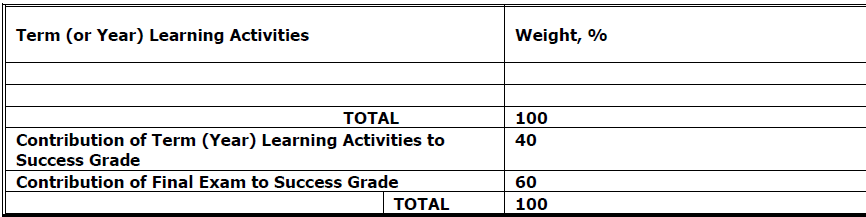 Term (or Year) Learning Activities Weight, %
TOTAL 100
Contribution of Term (Year) Learning Activities to 40
Success Grade
Contribution of Final Exam to Success Grade 60
TOTAL 100